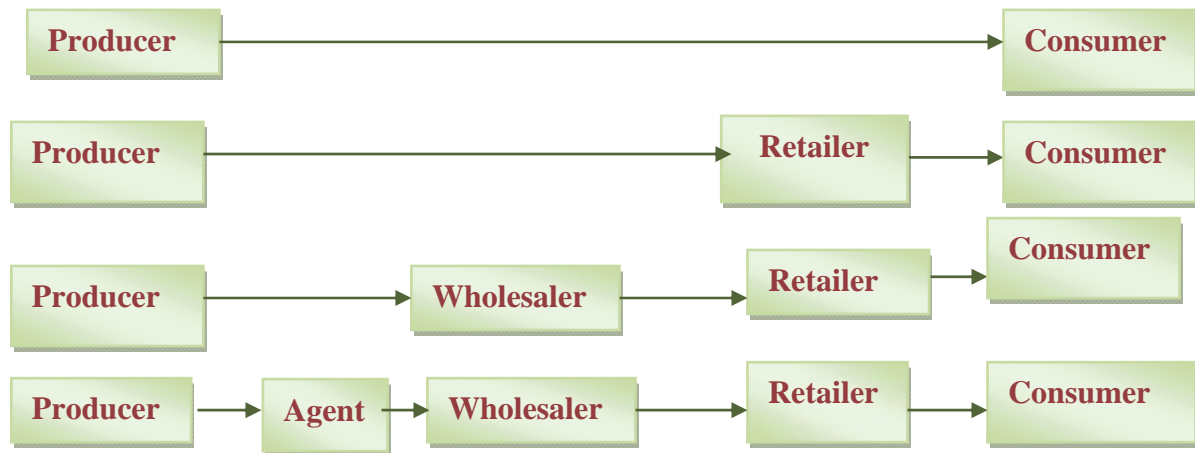 Producer Consumer
Producer Retailer Consumer
Producer Wholesaler Retailer Consumer
Producer Agent Wholesaler Retailer Consumer